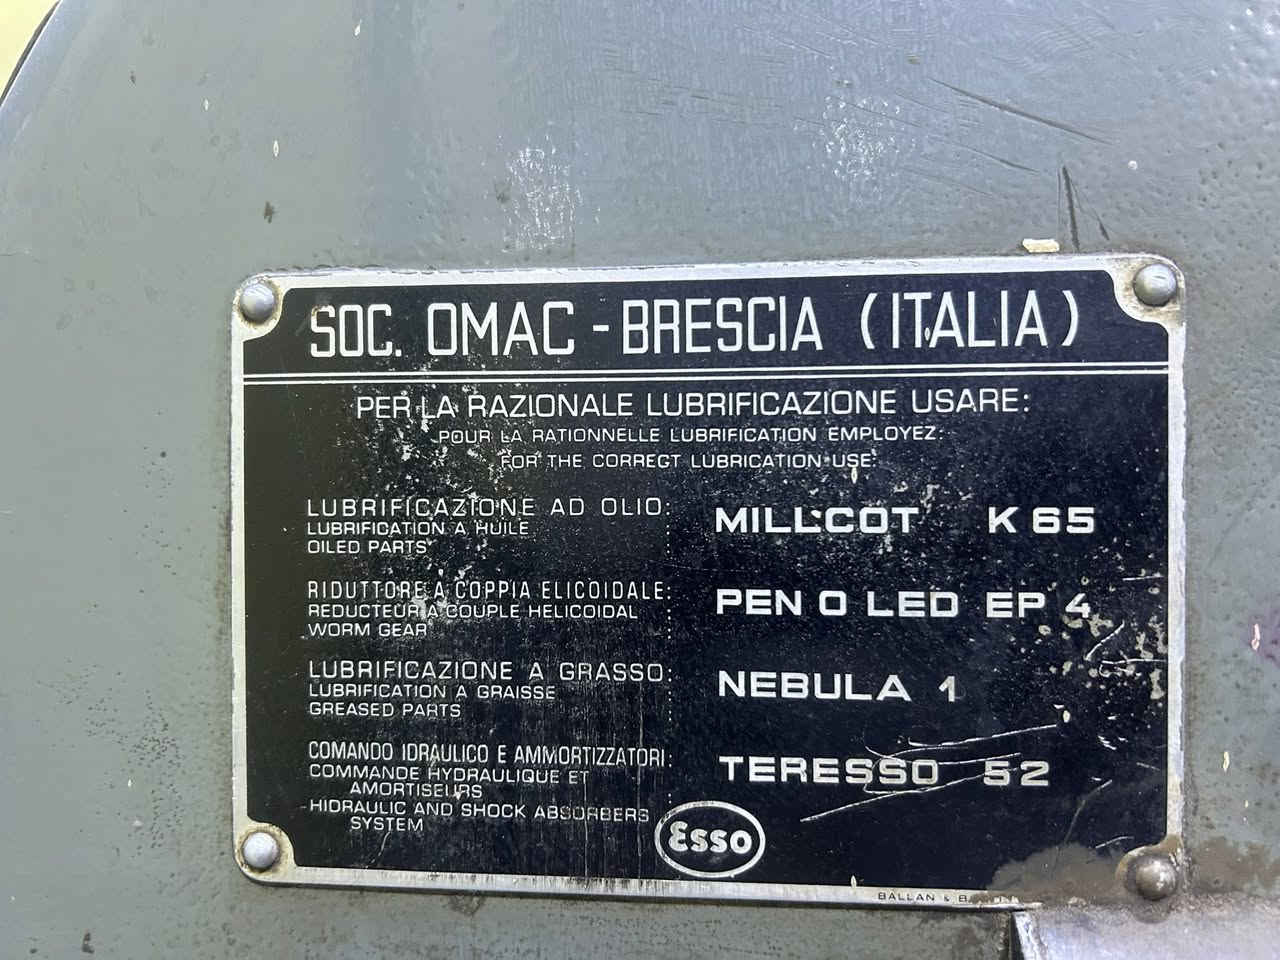 SOC. OMAC - BRESCIA (ITALIA)
PER LA RAZIONALE LUBRIFICAZIONE USARE:
POUR LA RATIONNELLE LUBRIFICATION EMPLOYEZ:
FOR THE CORRECT LUBRICATION USE:
LUBRIFICAZIONE AD OLIO: MILLCOT K 65
LUBRIFICATION A HUILE
OILED PARTS
RIDUTTORE A COPPIA ELICOIDALE: PEN O LED EP 4
REDUCTEUR A COUPLE HELICOIDAL
WORM GEAR
LUBRIFICAZIONE A GRASSO: NEBULA 1
LUBRIFICATION A GRAISSE
GREASED PARTS
COMANDO IDRAULICO E AMMORTIZZATORI: TERESSO 52
COMMANDE HYDRAULIQUE ET
AMORTISEURS
HIDRAULIC AND SHOCK ABSORBERS
SYSTEM
Esso
BALLAN &